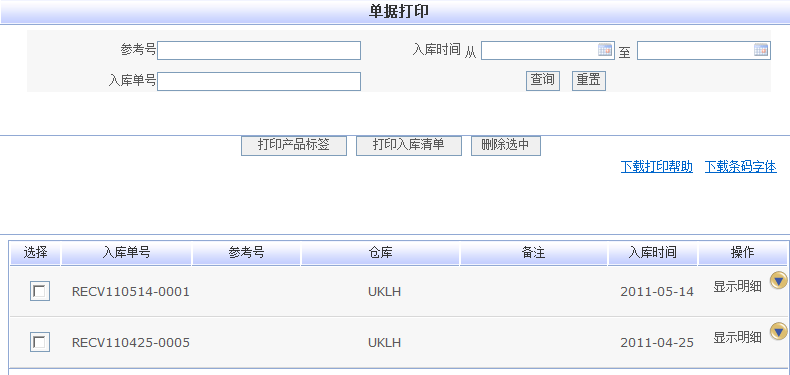 单据打印
参考号 入库时间 从 至
入库单号 查询 重置
打印产品标签 打印入库清单 删除选中
下载打印帮助 下载条码字体
选择 入库单号 参考号 仓库 备注 入库时间 操作
RECV110514-0001 UKLH 2011-05-14 显示明细
RECV110425-0005 UKLH 2011-04-25 显示明细